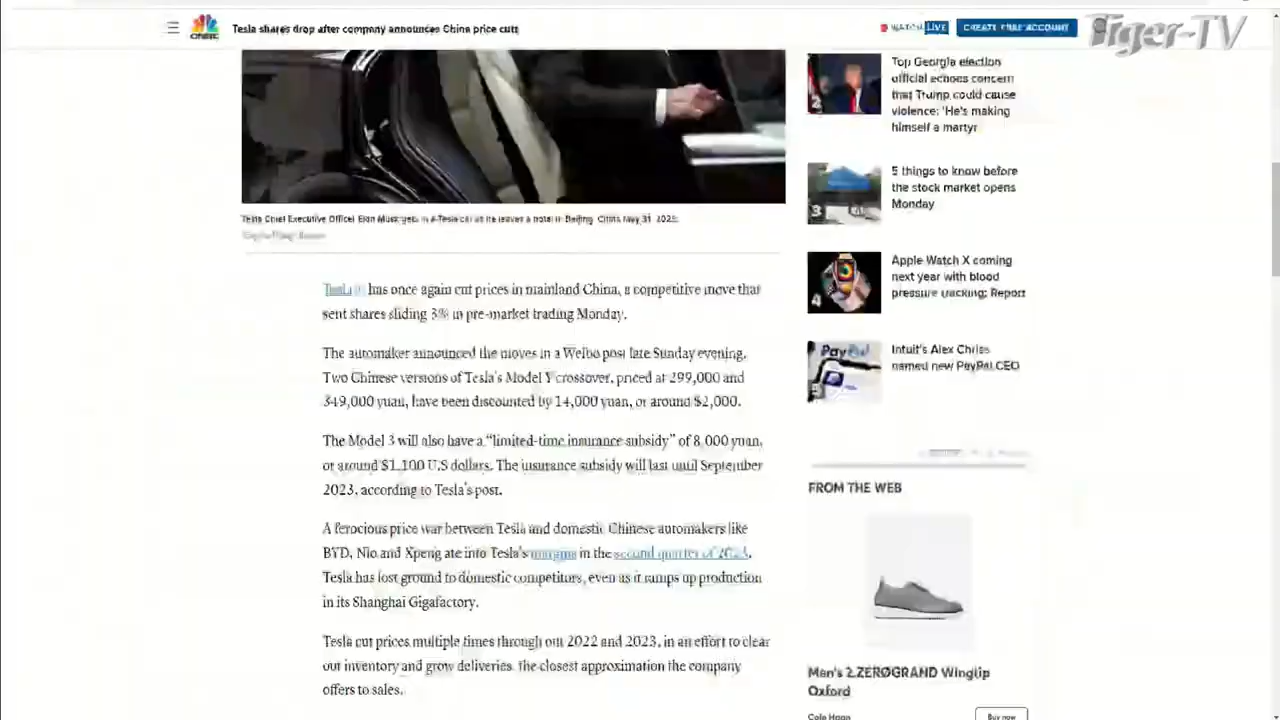 Tesla shares drop after company announces China price cuts
WATCH LIVE
CREATE FREE ACCOUNT
Tiger-TV
CNBC
Top Georgia election
official echoes concern
that Trump could cause
violence: 'He's making
himself a martyr
3
5 things to know before
the stock market opens
Monday
4
Apple Watch X coming
next year with blood
pressure tracking: Report
PayPal
Intuit's Alex Chriss
named new PayPal CEO
Tesla Chief Executive Officer Elon Musk gets in a Tesla car as he leaves a hotel in Beijing, China May 31, 2023.
Tesla has once again cut prices in mainland China, a competitive move that
sent shares sliding 3% in pre-market trading Monday.
The automaker announced the moves in a Weibo post late Sunday evening.
Two Chinese versions of Tesla's Model Y crossover, priced at 299,000 and
349,000 yuan, have been discounted by 14,000 yuan, or around $2,000.
The Model 3 will also have a "limited-time insurance subsidy" of 8,000 yuan,
or around $1,100 U.S dollars. The insurance subsidy will last until September
2023, according to Tesla's post.
A ferocious price war between Tesla and domestic Chinese automakers like
BYD, Nio and Xpeng ate into Tesla's margins in the second quarter of 2023.
Tesla has lost ground to domestic competitors, even as it ramps up production
in its Shanghai Gigafactory.
Tesla cut prices multiple times through out 2022 and 2023, in an effort to clear
out inventory and grow deliveries, the closest approximation the company
offers to sales.
FROM THE WEB
Men's 2.ZERØGRAND Wingtip
Oxford
Cole Haan
Buy now